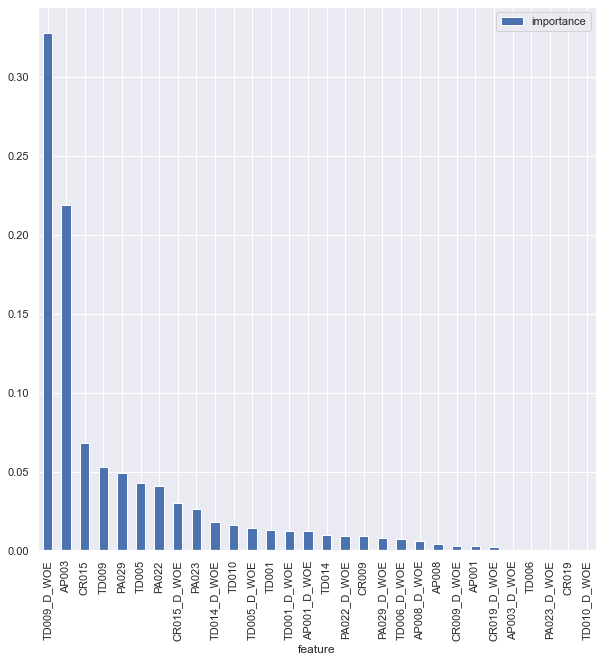 importance
0.30
0.25
0.20
0.15
0.10
0.05
0.00
TD009_D_WOE
AP003
CR015
TD009
PA029
TD005
PA022
CR015_D_WOE
PA023
TD014_D_WOE
TD010
TD005_D_WOE
TD001
TD001_D_WOE
AP001_D_WOE
TD014
PA022_D_WOE
CR009
PA029_D_WOE
TD006_D_WOE
AP008_D_WOE
AP008
CR009_D_WOE
AP001
CR019_D_WOE
AP003_D_WOE
TD006
PA023_D_WOE
CR019
TD010_D_WOE
feature